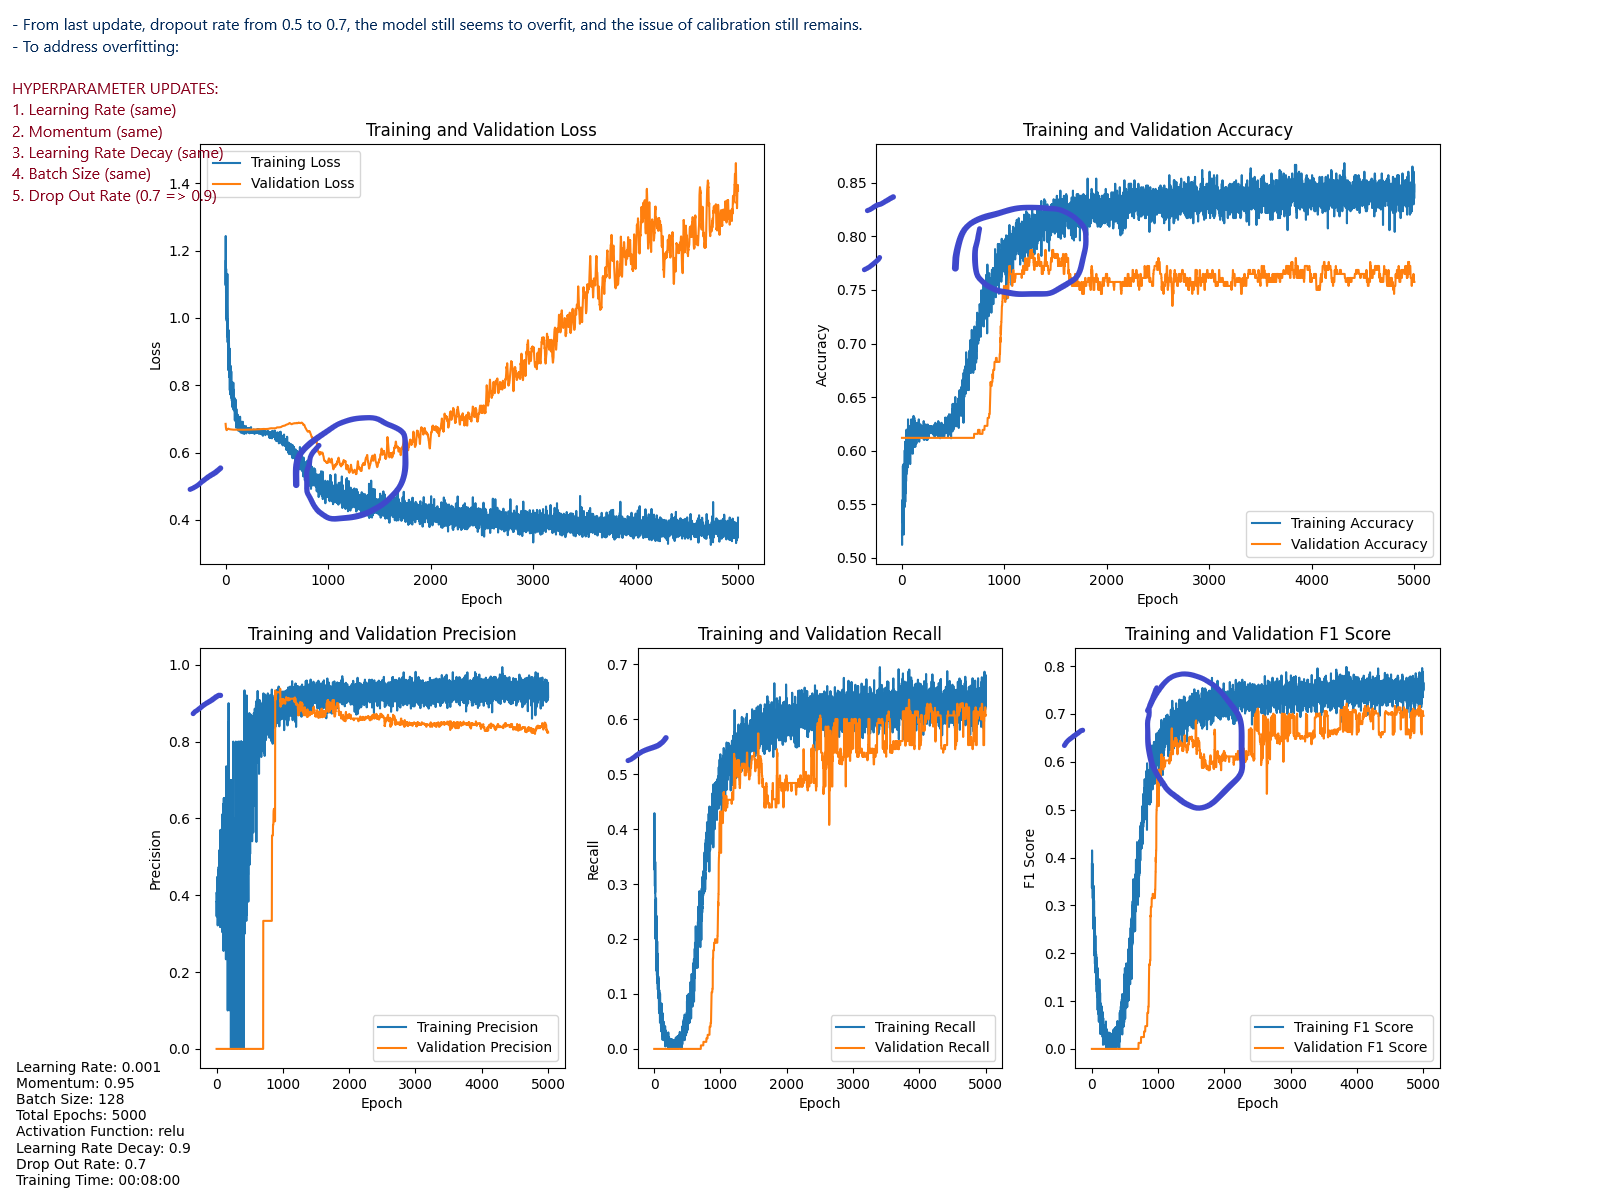 - From last update, dropout rate from 0.5 to 0.7, the model still seems to overfit, and the issue of calibration still remains.
- To address overfitting:
HYPERPARAMETER UPDATES:
1. Learning Rate (same)
2. Momentum (same)
3. Learning Rate Decay (same)
4. Batch Size (same)
5. Drop Out Rate (0.7 => 0.9)
Training and Validation Loss
Training Loss
Validation Loss
1.4
1.2
1.0
0.8
0.6
0.4
Loss
0 1000 2000 3000 4000 5000
Epoch
Training and Validation Accuracy
0.85
0.80
0.75
0.70
0.65
0.60
0.55
0.50
Accuracy
Training Accuracy
Validation Accuracy
0 1000 2000 3000 4000 5000
Epoch
Training and Validation Precision
1.0
0.8
0.6
0.4
0.2
0.0
Precision
Training Precision
Validation Precision
0 1000 2000 3000 4000 5000
Epoch
Training and Validation Recall
0.7
0.6
0.5
0.4
0.3
0.2
0.1
0.0
Recall
Training Recall
Validation Recall
0 1000 2000 3000 4000 5000
Epoch
Training and Validation F1 Score
0.8
0.7
0.6
0.5
0.4
0.3
0.2
0.1
0.0
F1 Score
Training F1 Score
Validation F1 Score
0 1000 2000 3000 4000 5000
Epoch
Learning Rate: 0.001
Momentum: 0.95
Batch Size: 128
Total Epochs: 5000
Activation Function: relu
Learning Rate Decay: 0.9
Drop Out Rate: 0.7
Training Time: 00:08:00